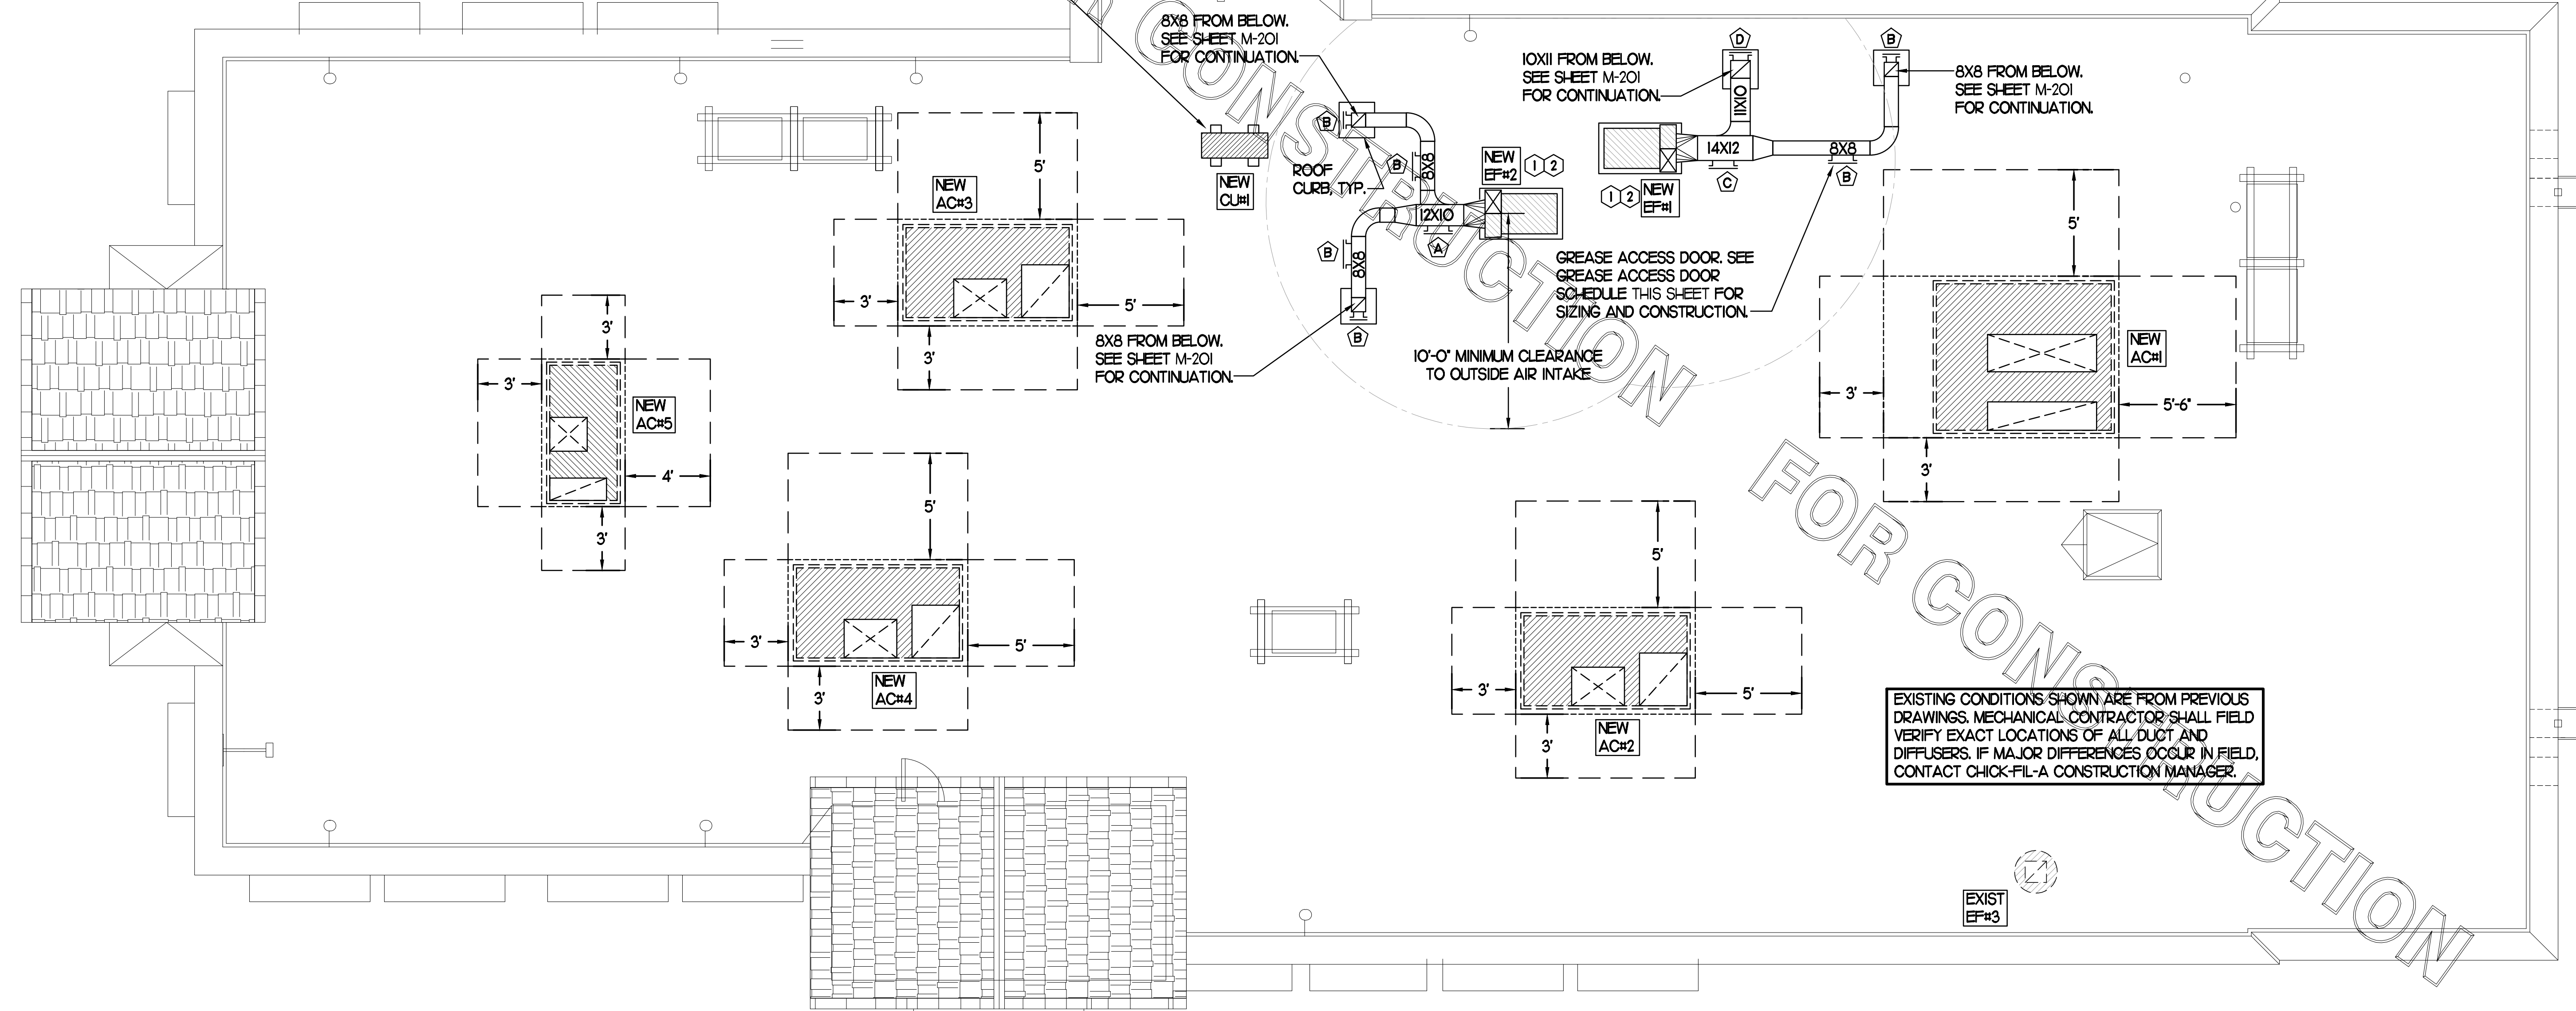 8X8 FROM BELOW.
SEE SHEET M-201
FOR CONTINUATION.
10X11 FROM BELOW.
SEE SHEET M-201
FOR CONTINUATION.
8X8 FROM BELOW.
SEE SHEET M-201
FOR CONTINUATION.
D
B
11X10
14X12
8X8
C
B
1 2
NEW
EF#1
B
B
8X8
ROOF
CURB, TYP.
NEW
EF#2
1 2
12X10
A
B
8X8
B
NEW
CU#1
8X8 FROM BELOW.
SEE SHEET M-201
FOR CONTINUATION.
GREASE ACCESS DOOR. SEE
GREASE ACCESS DOOR
SCHEDULE THIS SHEET FOR
SIZING AND CONSTRUCTION.
10'-0" MINIMUM CLEARANCE
TO OUTSIDE AIR INTAKE
NEW
AC#3
5'
3'
5'
3'
NEW
AC#5
3'
3'
4'
3'
NEW
AC#4
5'
3'
5'
3'
NEW
AC#2
5'
3'
5'
3'
NEW
AC#1
5'
3'
5'-6"
3'
EXISTING CONDITIONS SHOWN ARE FROM PREVIOUS
DRAWINGS. MECHANICAL CONTRACTOR SHALL FIELD
VERIFY EXACT LOCATIONS OF ALL DUCT AND
DIFFUSERS. IF MAJOR DIFFERENCES OCCUR IN FIELD,
CONTACT CHICK-FIL-A CONSTRUCTION MANAGER.
EXIST
EF#3
CONSTRUCTION
FOR CONSTRUCTION